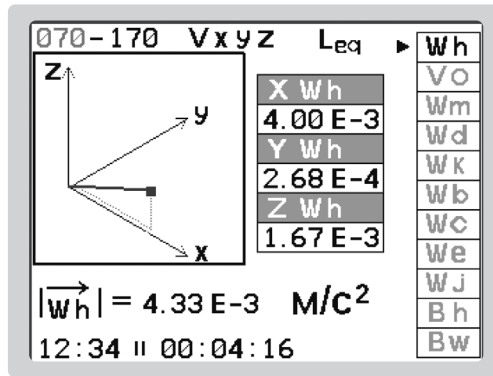 070-170 Vxyz Leq ▶ Wh
Z
y
x
X Wh
4.00 E-3
Y Wh
2.68 E-4
Z Wh
1.67 E-3
VO
Wm
Wd
WK
Wb
Wc
We
Wj
Bh
Bw
|Wh| = 4.33 E-3 M/C²
12:34 II 00:04:16